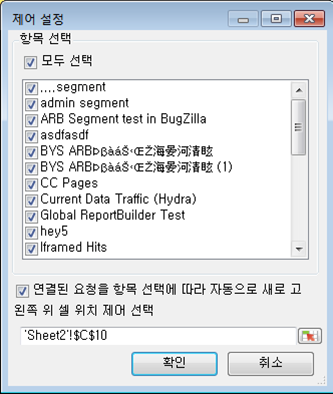 제어 설정
항목 선택
모두 선택
....segment
admin segment
ARB Segment test in BugZilla
asdfasdf
BYS ARBÞβàáŠ‹ŒŽ海晏河清眩
BYS ARBÞβàáŠ‹ŒŽ海晏河清眩 (1)
CC Pages
Current Data Traffic (Hydra)
Global ReportBuilder Test
hey5
Iframed Hits
연결된 요청을 항목 선택에 따라 자동으로 새로 고
왼쪽 위 셀 위치 제어 선택
'Sheet2'!$C$10
확인
취소